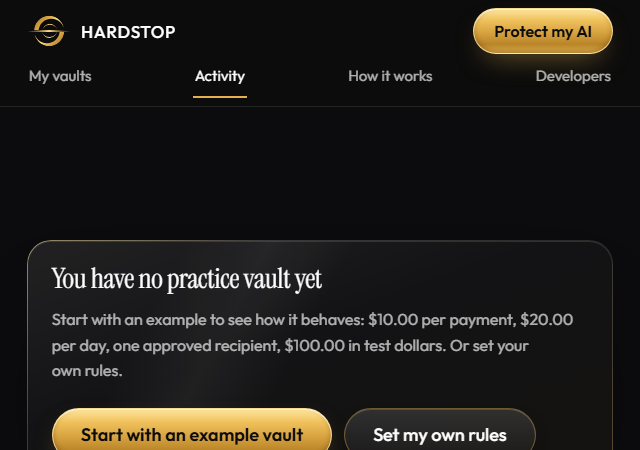 HARDSTOP
Protect my AI
My vaults
Activity
How it works
Developers
You have no practice vault yet
Start with an example to see how it behaves: $10.00 per payment, $20.00
per day, one approved recipient, $100.00 in test dollars. Or set your
own rules.
Start with an example vault
Set my own rules